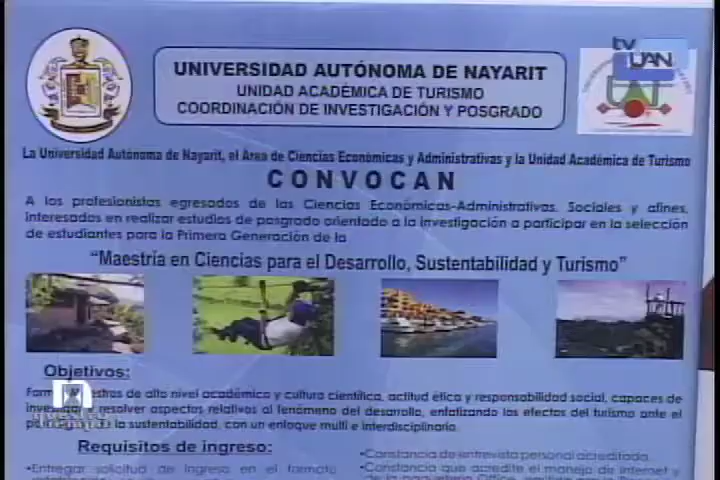 tv UAN
UNIVERSIDAD AUTÓNOMA DE NAYARIT
UNIDAD ACADÉMICA DE TURISMO
COORDINACIÓN DE INVESTIGACIÓN Y POSGRADO
La Universidad Autónoma de Nayarit, el Area de Ciencias Económicas y Administrativas y la Unidad Académica de Turismo
CONVOCAN
A los profesionistas egresados de las Ciencias Económicas-Administrativas, Sociales y afines,
interesados en realizar estudios de posgrado orientado a la investigación a participar en la selección
de estudiantes para la Primera Generación de la
"Maestría en Ciencias para el Desarrollo, Sustentabilidad y Turismo"
Objetivos:
maestros de alto nivel académico y cultura científica, actitud ética y responsabilidad social, capaces de
resolver aspectos relativos al fenómeno del desarrollo, enfatizando los efectos del turismo ante el
la sustentabilidad, con un enfoque multi e interdisciplinario.
Requisitos de ingreso:
•Entregar solicitud de ingreso en el formato
•Constancia de entrevista personal acreditada.
•Constancia que acredite el manejo de internet y